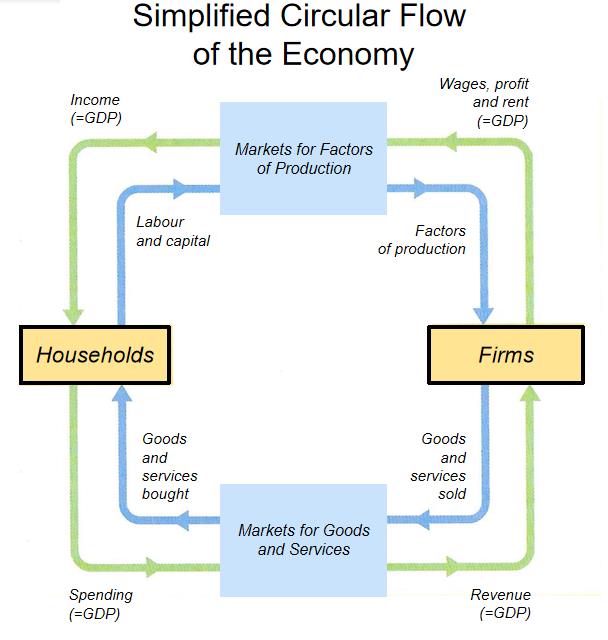 Simplified Circular Flow
of the Economy
Income
(=GDP)
Wages, profit
and rent
(=GDP)
Markets for Factors
of Production
Labour
and capital
Factors
of production
Households
Firms
Goods
and
services
bought
Goods
and
services
sold
Markets for Goods
and Services
Spending
(=GDP)
Revenue
(=GDP)